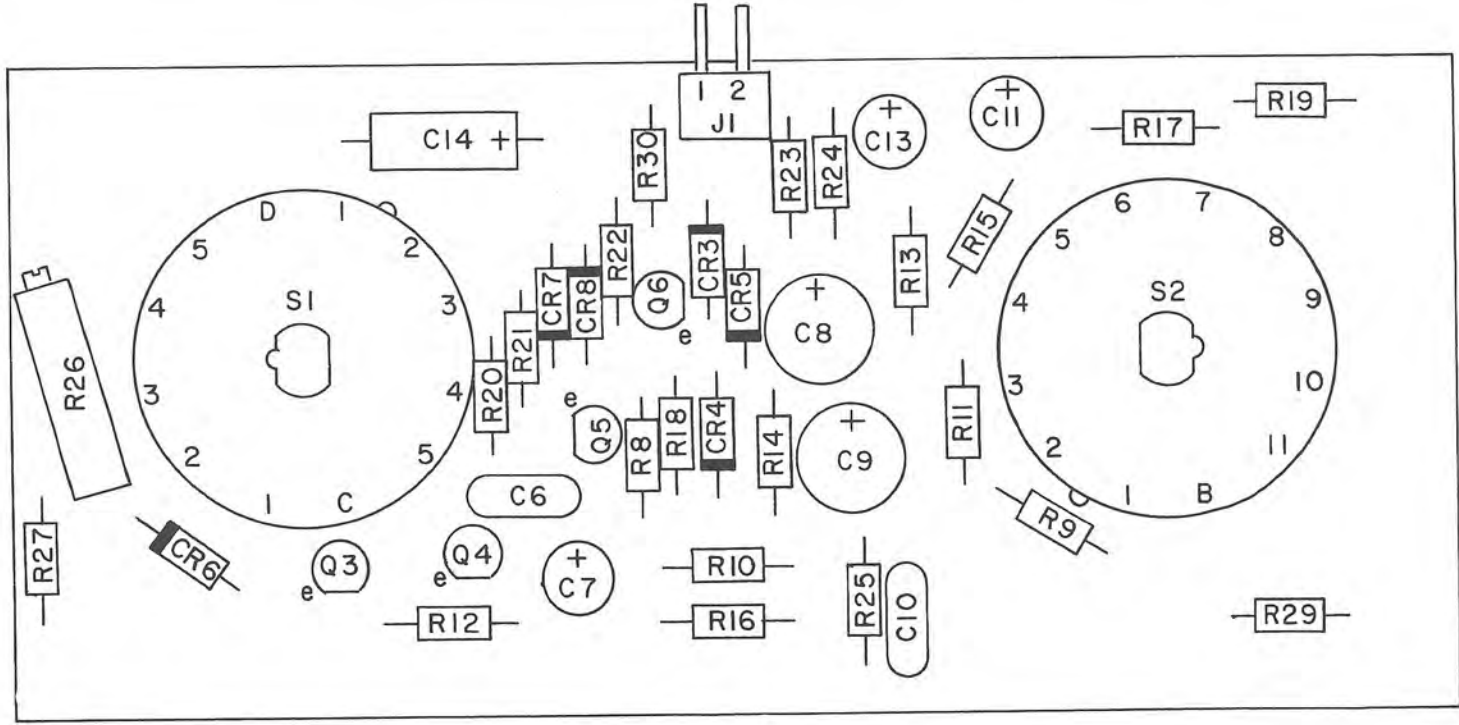 1 2
J1
C14 +
R30
R23
R24
+
C13
+
C11
R17
R19
D 1
5 2
4 3
3 4
2 5
1 C
S1
R26
R27
CR6
Q3
e
Q4
e
R12
R20
R21
CR7
CR8
R22
Q6
e
CR3
CR5
+
C8
R13
R15
6 7
5 8
4 9
3 10
2 11
1 B
S2
e
Q5
R8
R18
CR4
R14
+
C9
R11
R9
C6
+
C7
R10
R16
R25
C10
R29